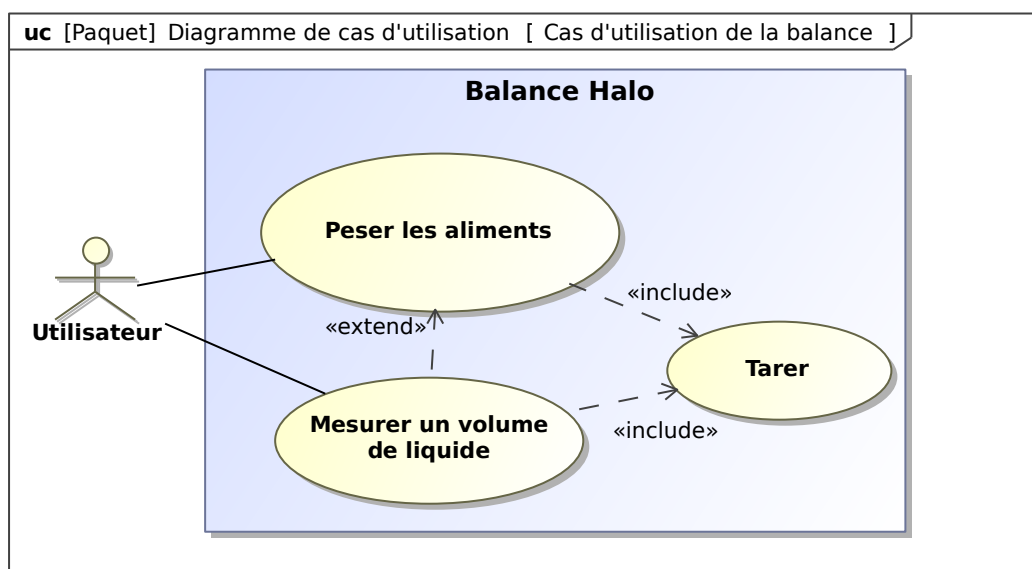 uc [Paquet] Diagramme de cas d'utilisation [ Cas d'utilisation de la balance ]
Balance Halo
Peser les aliments
«include»
«extend»
Utilisateur
Tarer
Mesurer un volume
de liquide
«include»